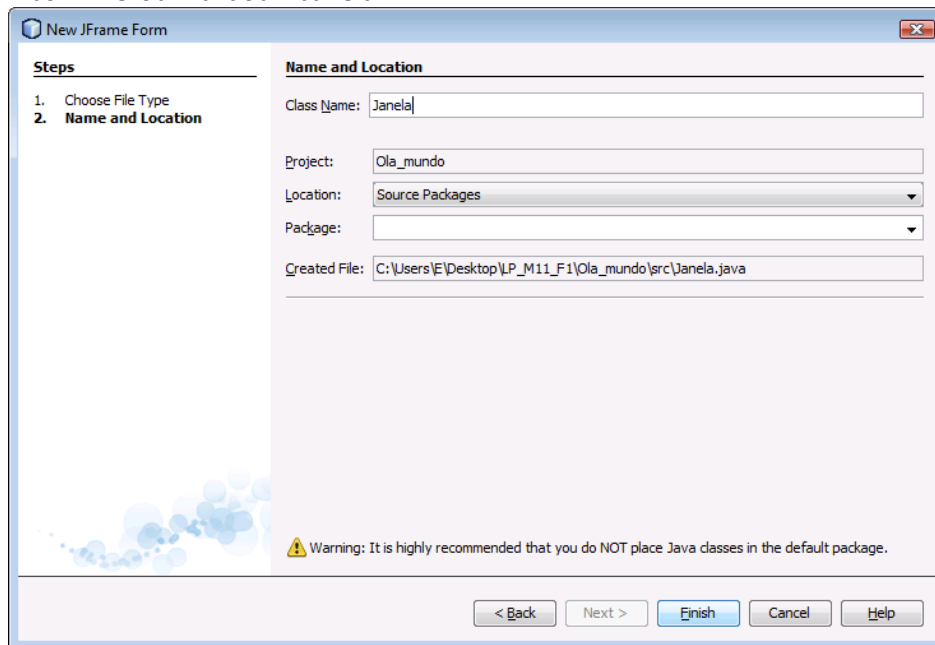 New JFrame Form
Steps
1. Choose File Type
2. Name and Location
Name and Location
Class Name: Janela
Project: Ola_mundo
Location: Source Packages
Package:
Created File: C:\Users\E\Desktop\LP_M11_F1\Ola_mundo\src\Janela.java
Warning: It is highly recommended that you do NOT place Java classes in the default package.
< Back Next > Finish Cancel Help